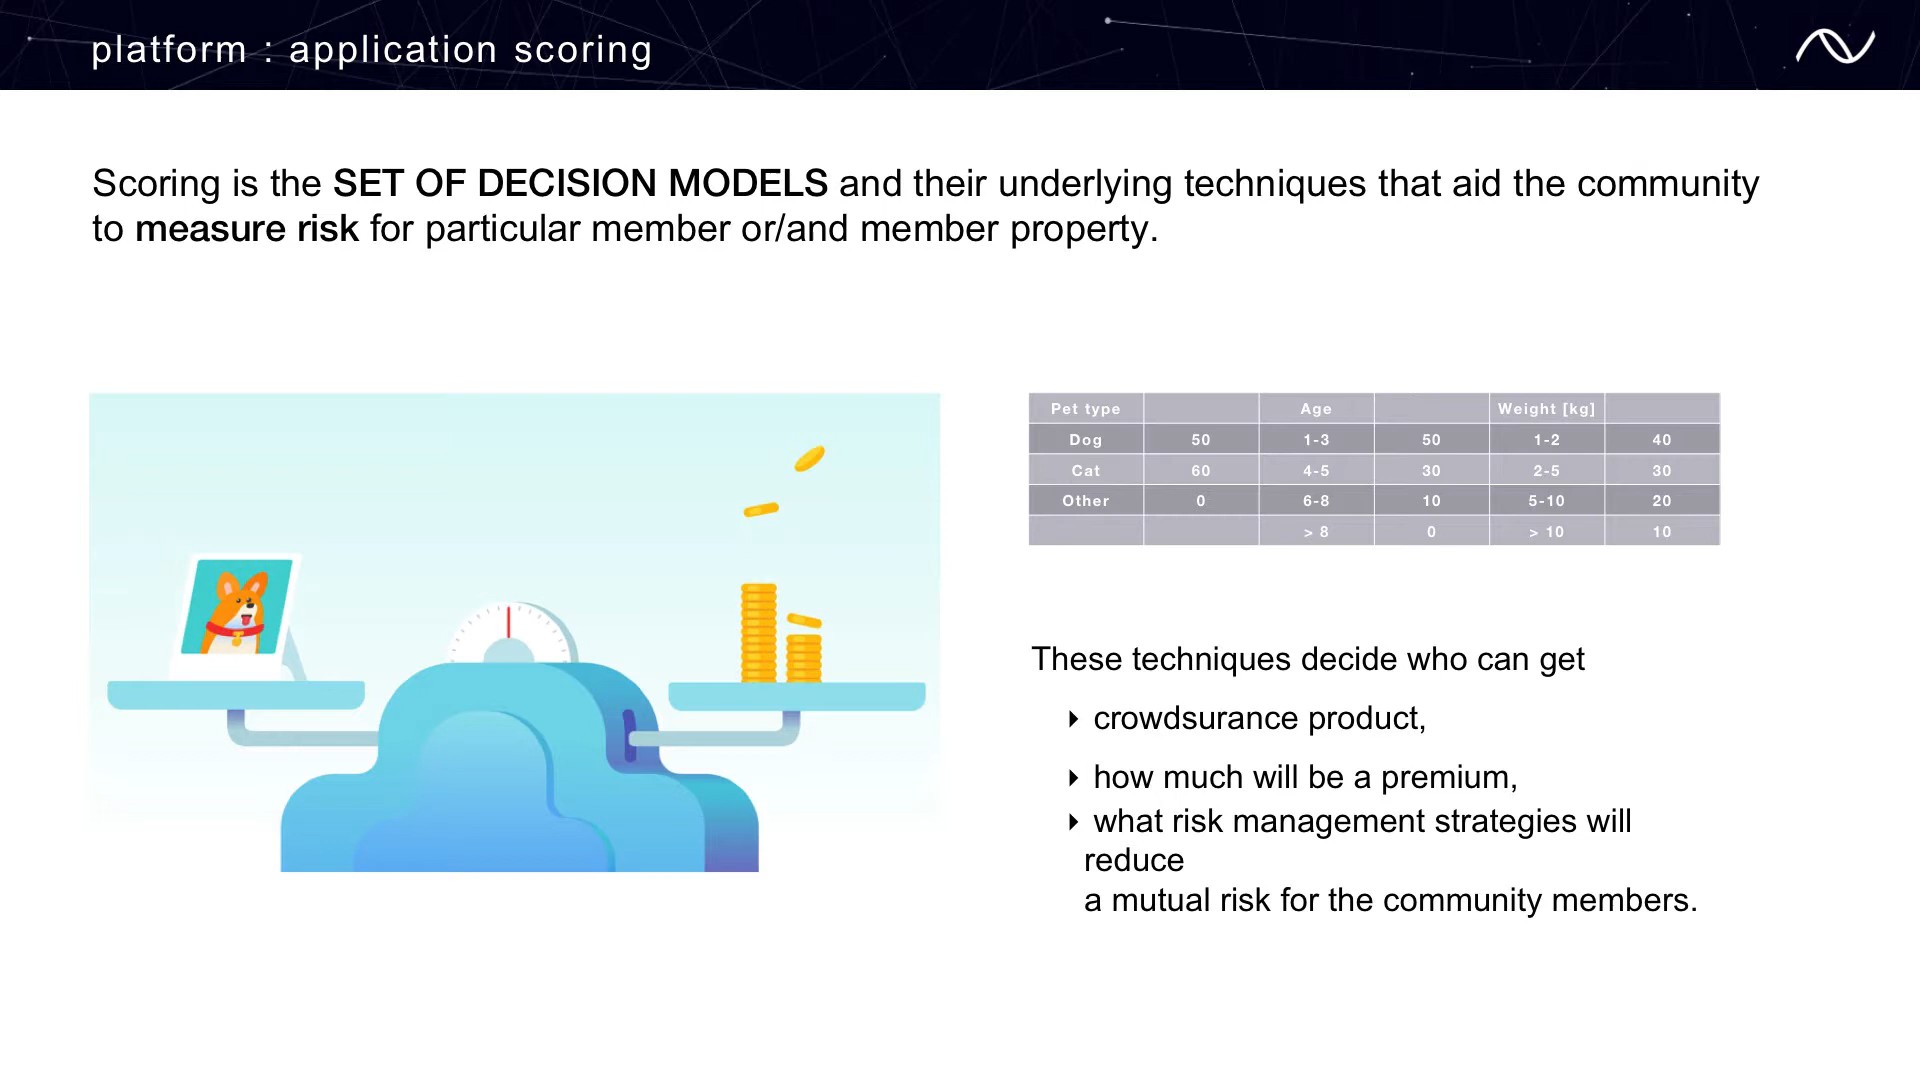 platform : application scoring
Scoring is the SET OF DECISION MODELS and their underlying techniques that aid the community
to measure risk for particular member or/and member property.
Pet type Age Weight [kg]
Dog 50 1-3 50 1-2 40
Cat 60 4-5 30 2-5 30
Other 0 6-8 10 5-10 20
> 8 0 > 10 10
These techniques decide who can get
crowdsurance product,
how much will be a premium,
what risk management strategies will
reduce
a mutual risk for the community members.